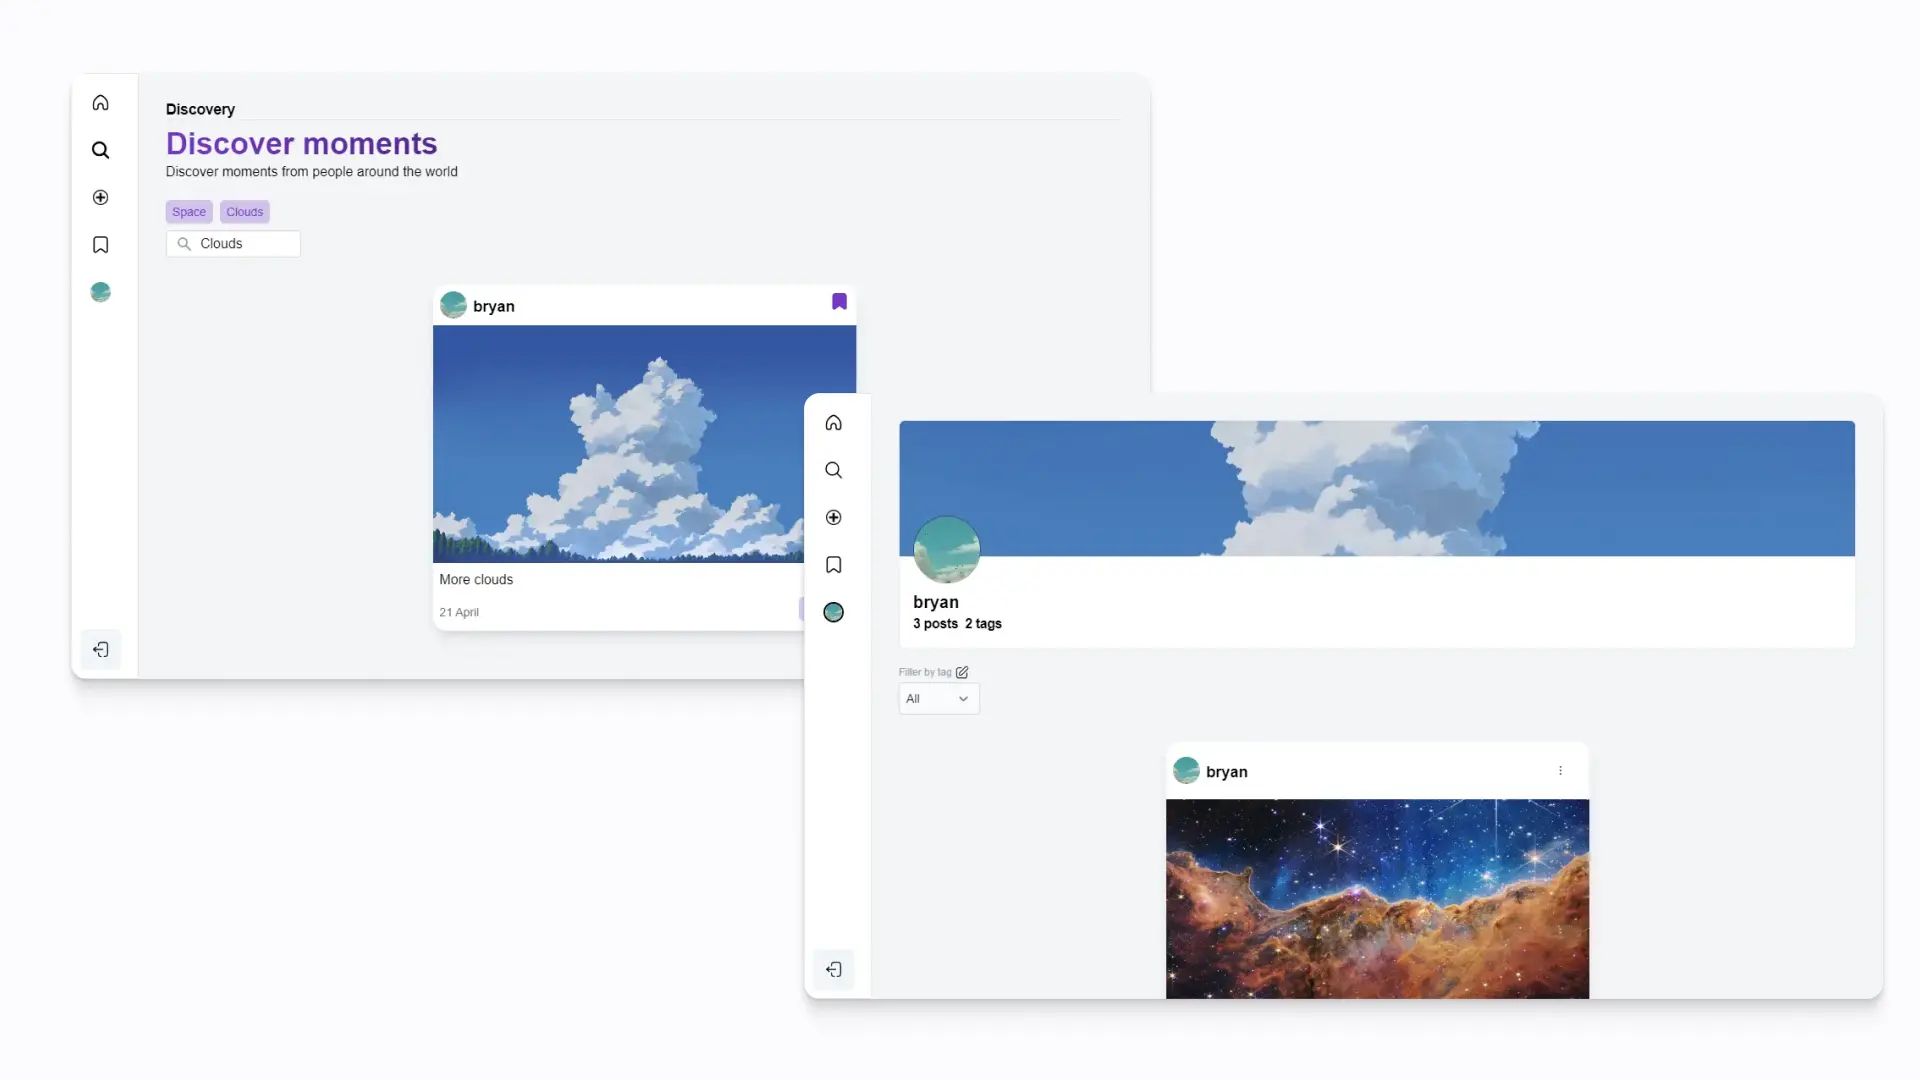 Discovery
Discover moments
Discover moments from people around the world
Space Clouds
Clouds
bryan
More clouds
21 April
bryan
3 posts 2 tags
Filter by tag
All
bryan